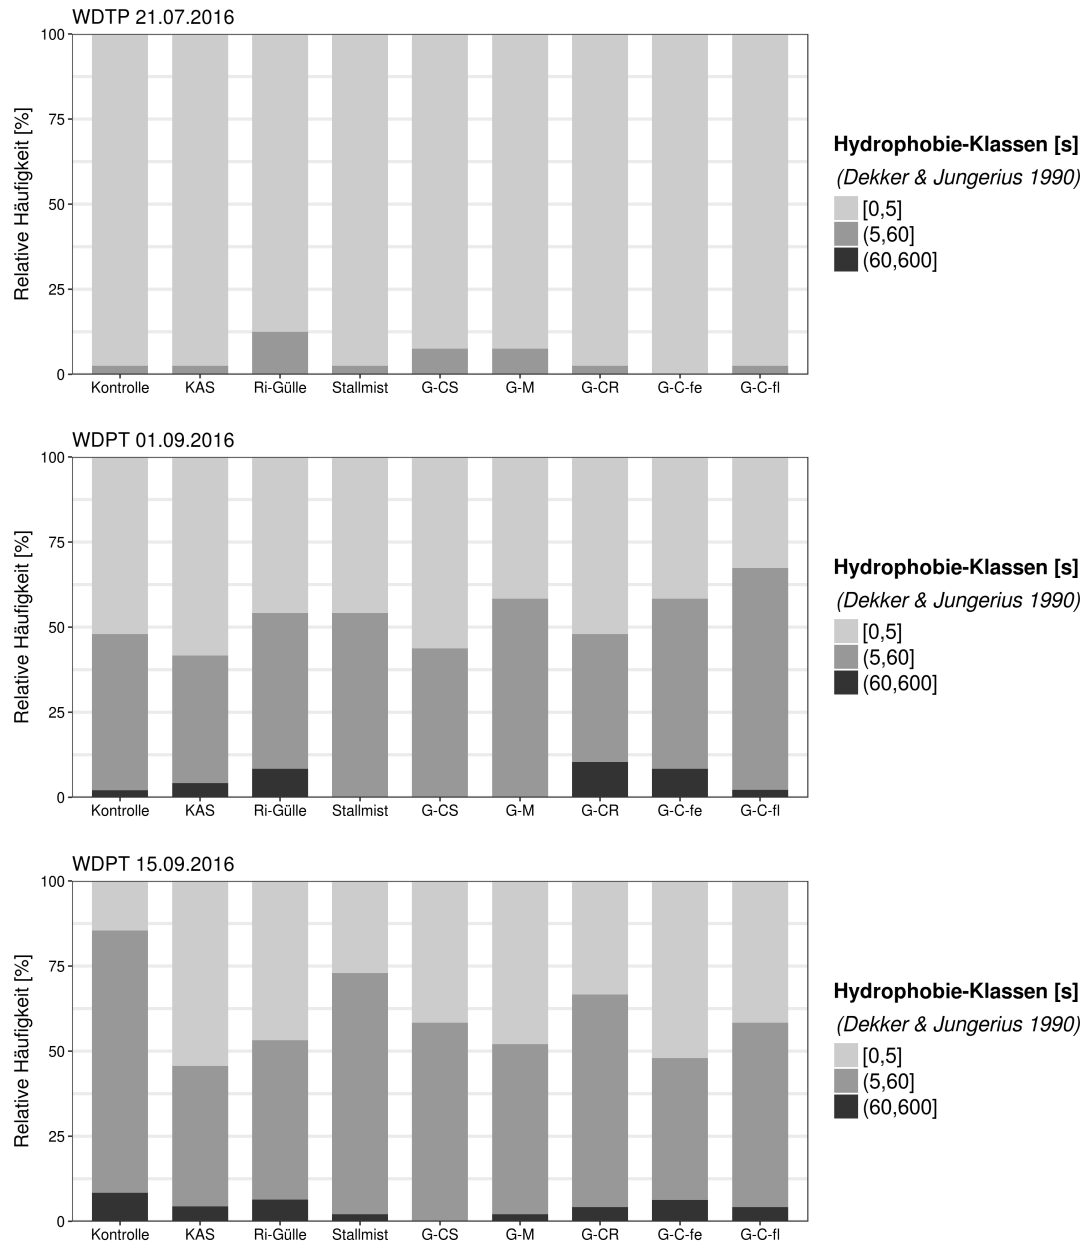 WDTP 21.07.2016
Relative Häufigkeit [%]
100
75
50
25
0
Kontrolle KAS Ri-Gülle Stallmist G-CS G-M G-CR G-C-fe G-C-fl
Hydrophobie-Klassen [s]
(Dekker & Jungerius 1990)
[0,5]
(5,60]
(60,600]
WDPT 01.09.2016
Relative Häufigkeit [%]
100
75
50
25
0
Kontrolle KAS Ri-Gülle Stallmist G-CS G-M G-CR G-C-fe G-C-fl
Hydrophobie-Klassen [s]
(Dekker & Jungerius 1990)
[0,5]
(5,60]
(60,600]
WDPT 15.09.2016
Relative Häufigkeit [%]
100
75
50
25
0
Kontrolle KAS Ri-Gülle Stallmist G-CS G-M G-CR G-C-fe G-C-fl
Hydrophobie-Klassen [s]
(Dekker & Jungerius 1990)
[0,5]
(5,60]
(60,600]